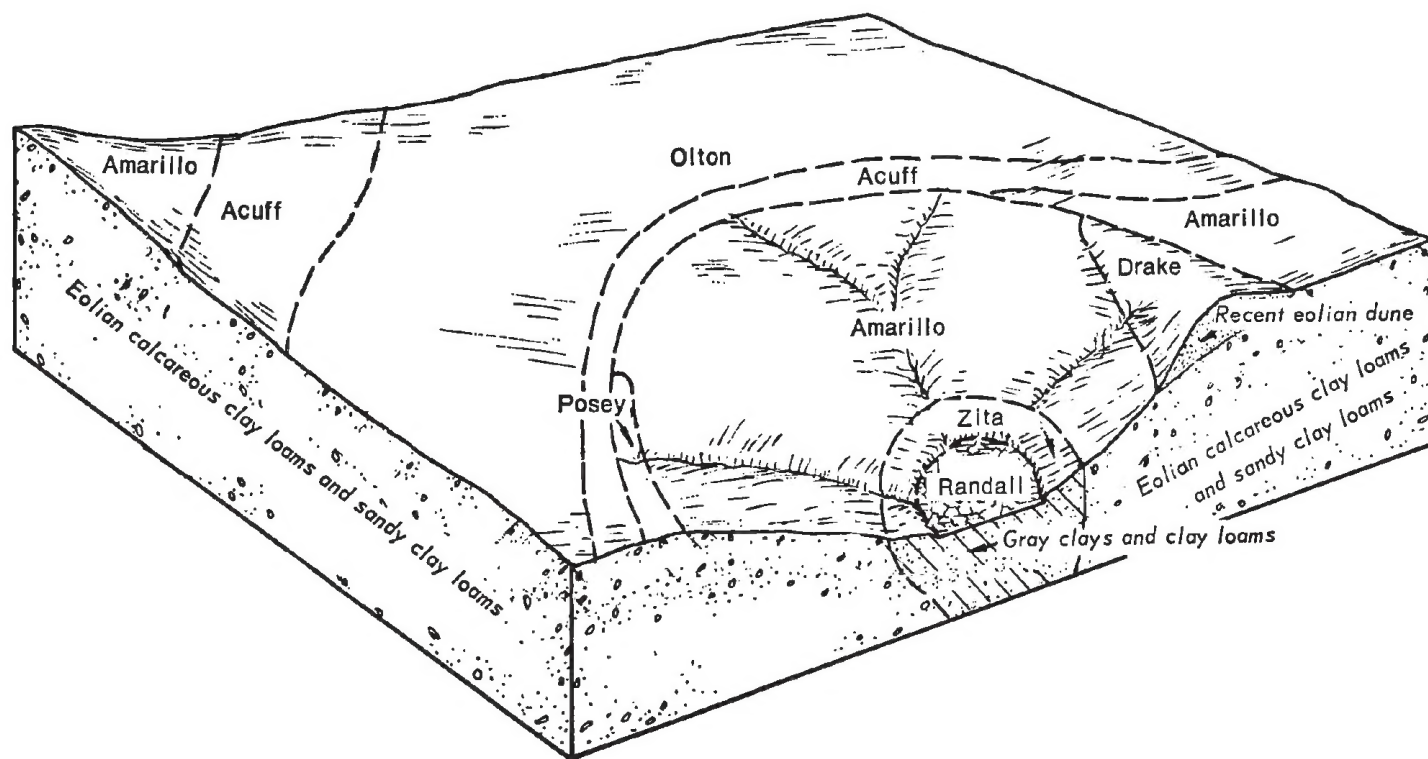 Olton
Acuff
Amarillo
Acuff
Amarillo
Drake
Recent eolian dune
Amarillo
Posey
Zita
Randall
Gray clays and clay loams
Eolian calcareous clay loams and sandy clay loams
Eolian calcareous clay loams
and sandy clay loams